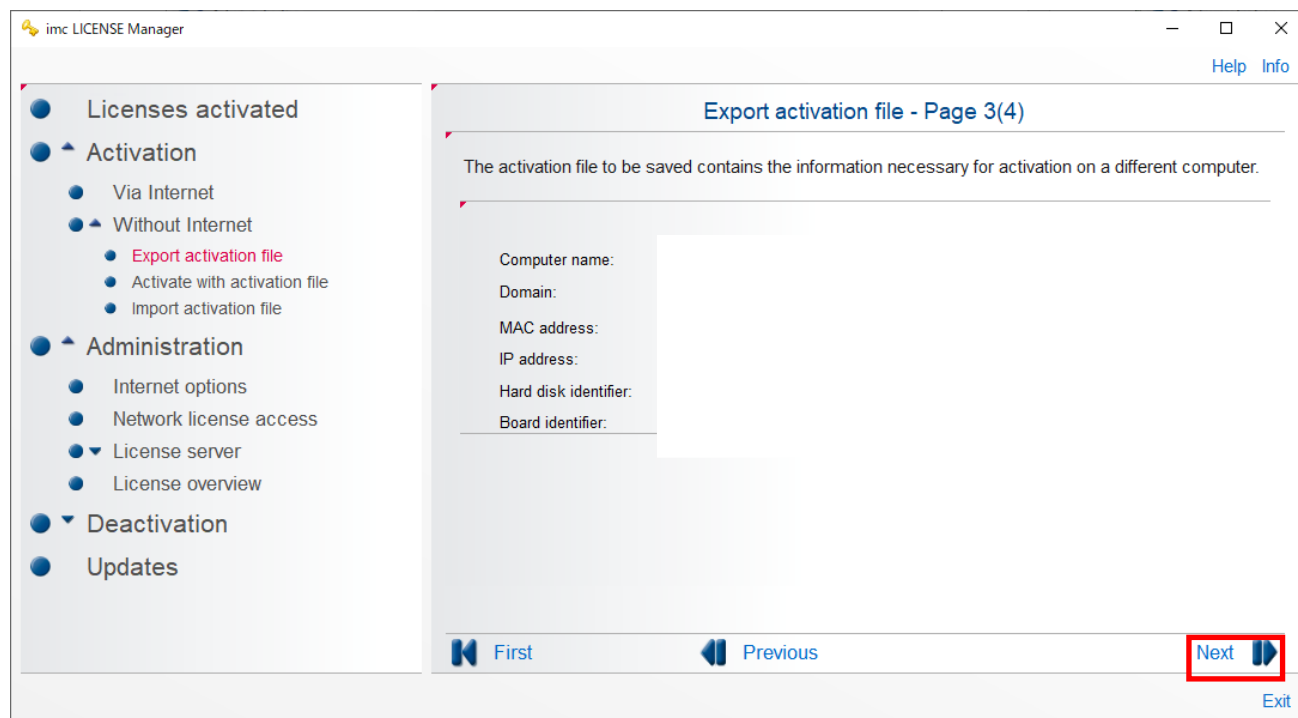 imc LICENSE Manager
Help Info
Licenses activated
Activation
Via Internet
Without Internet
Export activation file
Activate with activation file
Import activation file
Administration
Internet options
Network license access
License server
License overview
Deactivation
Updates
Export activation file - Page 3(4)
The activation file to be saved contains the information necessary for activation on a different computer.
Computer name:
Domain:
MAC address:
IP address:
Hard disk identifier:
Board identifier:
First Previous Next
Exit